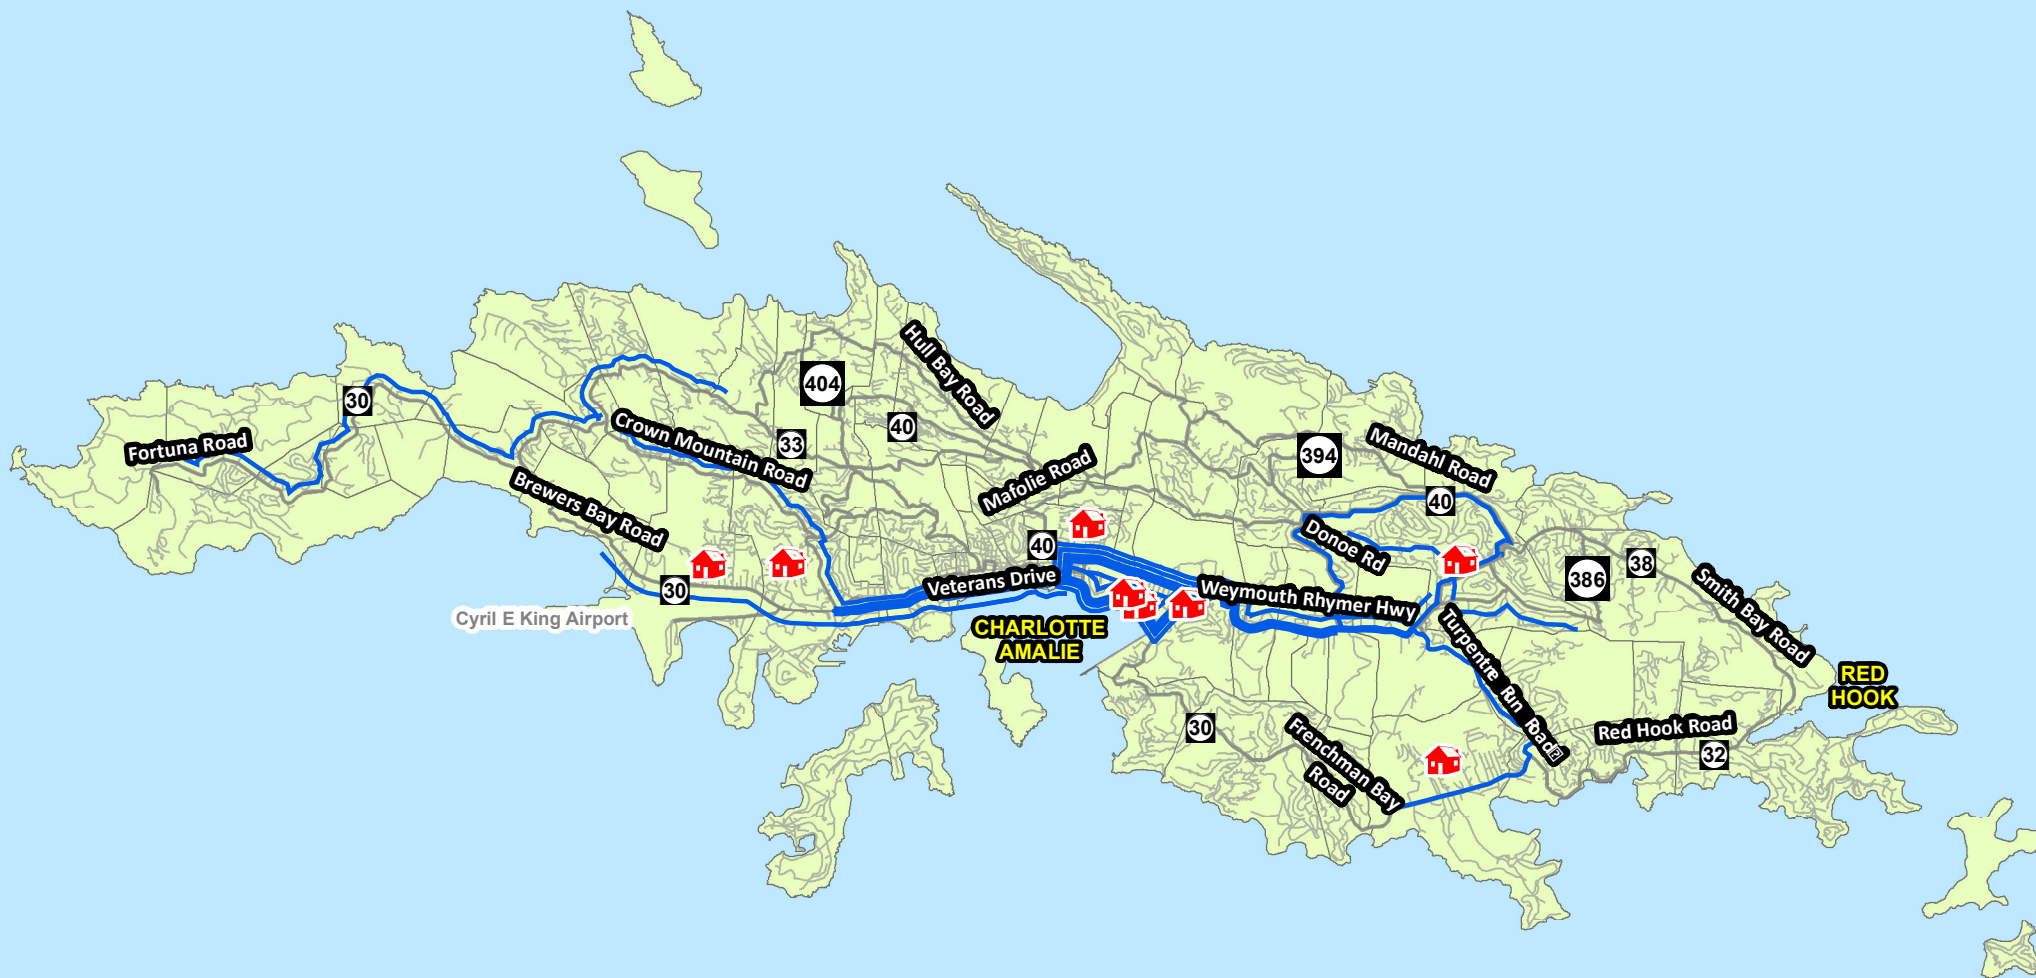 Hull Bay Road
404
30
40
Crown Mountain Road
33
Fortuna Road
Mandahl Road
394
Mafolie Road
40
Brewers Bay Road
Donoe Rd
40
38
386
30
Veterans Drive
Weymouth Rhymer Hwy
Smith Bay Road
Cyril E King Airport
CHARLOTTE
AMALIE
Turpentne Run Road
RED
HOOK
30
Frenchman Bay
Road
Red Hook Road
32